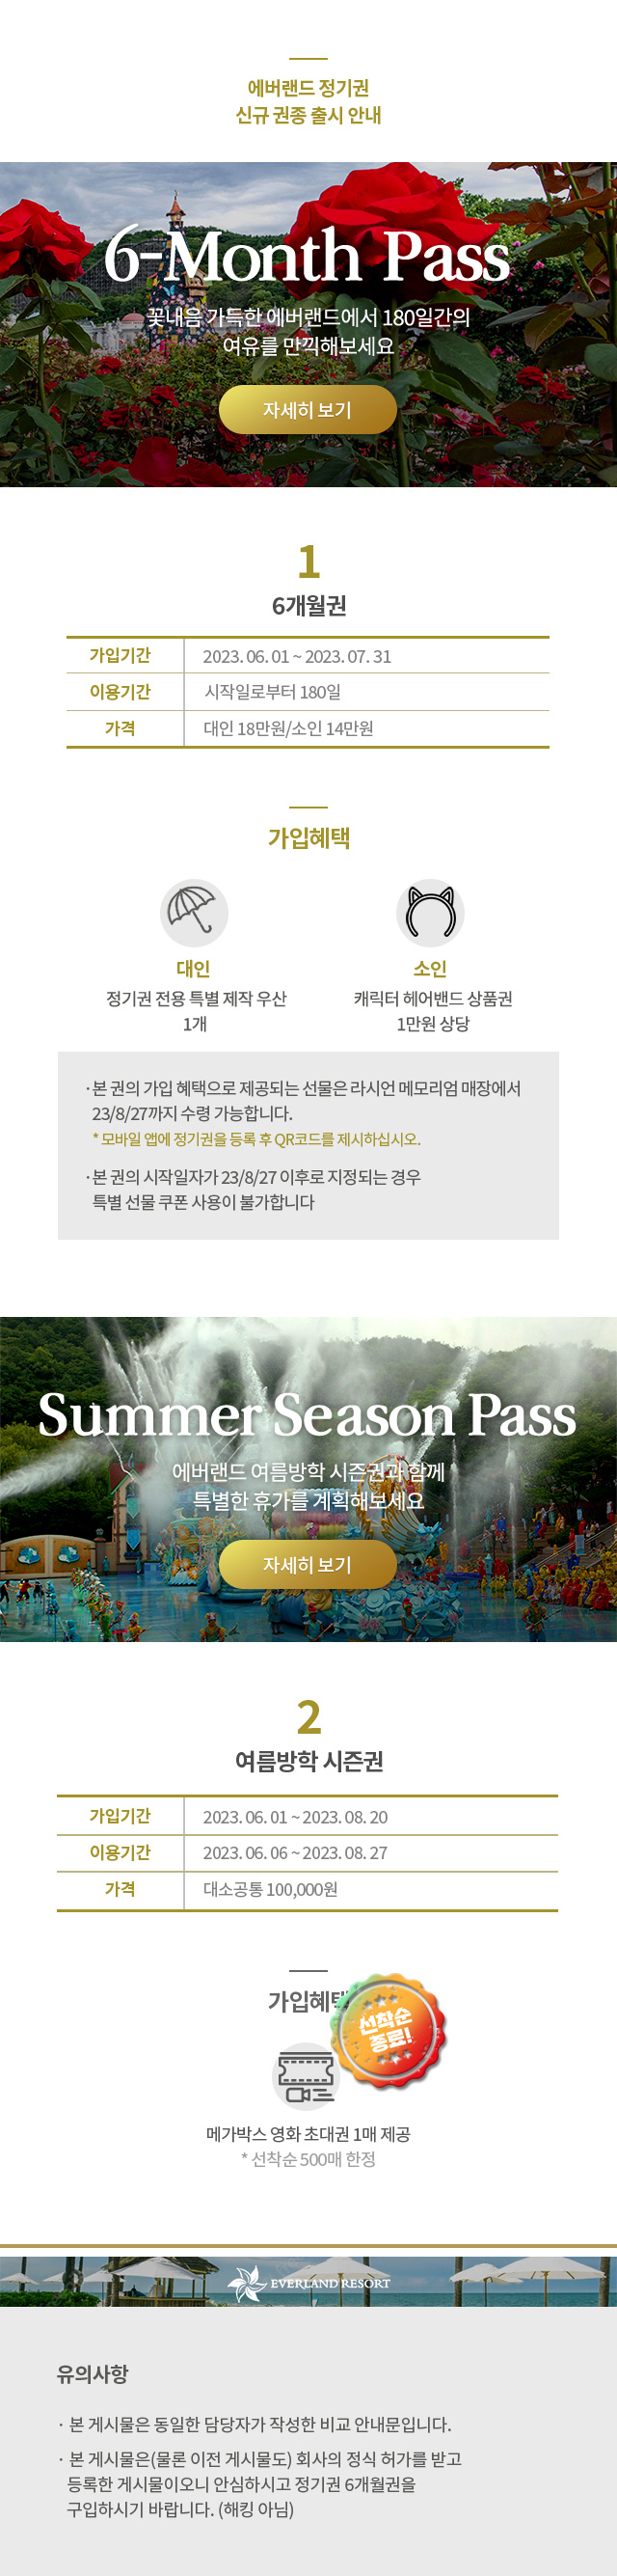 에버랜드 정기권
신규 권종 출시 안내
6-Month Pass
꽃내음 가득한 에버랜드에서 180일간의
여유를 만끽해보세요
자세히 보기
1
6개월권
가입기간 2023. 06. 01 ~ 2023. 07. 31
이용기간 시작일로부터 180일
가격 대인 18만원/소인 14만원
가입혜택
대인 소인
정기권 전용 특별 제작 우산 캐릭터 헤어밴드 상품권
1개 1만원 상당
· 본 권의 가입 혜택으로 제공되는 선물은 라시언 메모리엄 매장에서
23/8/27까지 수령 가능합니다.
* 모바일 앱에 정기권을 등록 후 QR코드를 제시하십시오.
· 본 권의 시작일자가 23/8/27 이후로 지정되는 경우
특별 선물 쿠폰 사용이 불가합니다
Summer Season Pass
에버랜드 여름방학 시즌권과 함께
특별한 휴가를 계획해보세요
자세히 보기
2
여름방학 시즌권
가입기간 2023. 06. 01 ~ 2023. 08. 20
이용기간 2023. 06. 06 ~ 2023. 08. 27
가격 대소공통 100,000원
가입혜택
선착순
종료!
메가박스 영화 초대권 1매 제공
* 선착순 500매 한정
EVERLAND RESORT
유의사항
· 본 게시물은 동일한 담당자가 작성한 비교 안내문입니다.
· 본 게시물은(물론 이전 게시물도) 회사의 정식 허가를 받고
등록한 게시물이오니 안심하시고 정기권 6개월권을
구입하시기 바랍니다. (해킹 아님)